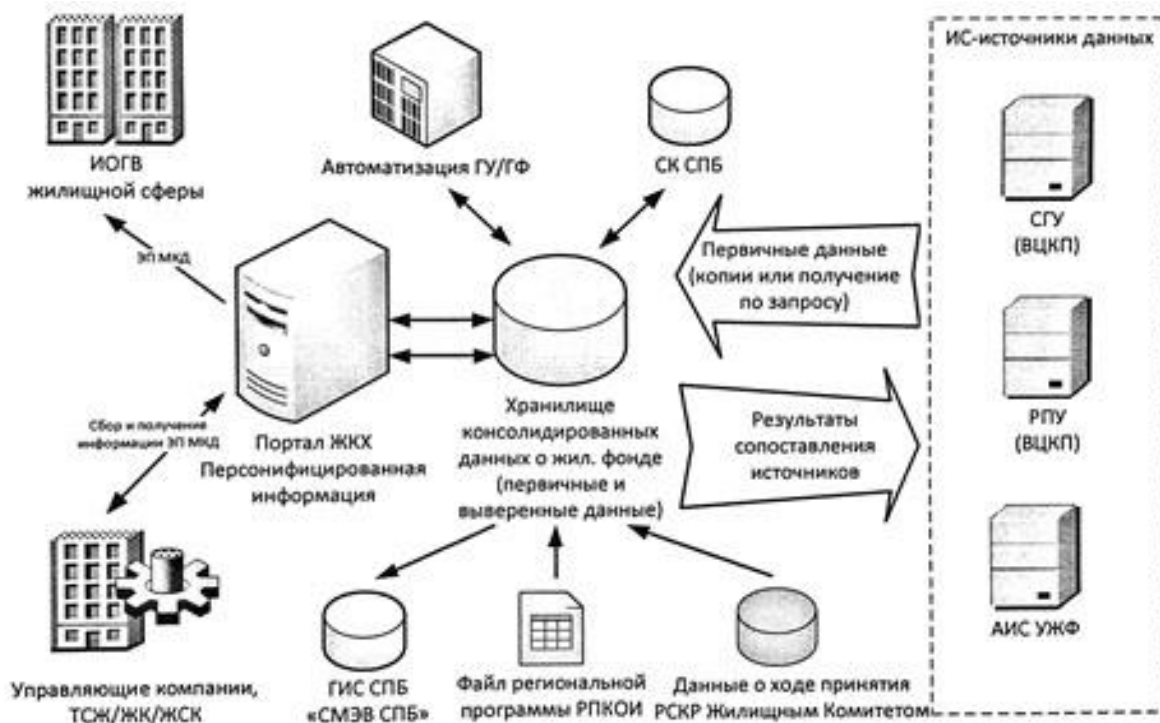 ИС-источники данных
ИОГВ
жилищной сферы
Автоматизация ГУ/ГФ
СК СПБ
СГУ
(ВЦКП)
ЭП МКД
Первичные данные
(копии или получение
по запросу)
РПУ
(ВЦКП)
Сбор и получение
информации ЭП МКД
Портал ЖКХ
Персонифицированная
информация
Хранилище
консолидированных
данных о жил. фонде
(первичные и
выверенные данные)
Результаты
сопоставления
источников
АИС УЖФ
Управляющие компании,
ТСЖ/ЖК/ЖСК
ГИС СПБ
«СМЭВ СПБ»
Файл региональной
программы РПКОИ
Данные о ходе принятия
РСКР Жилищным Комитетом